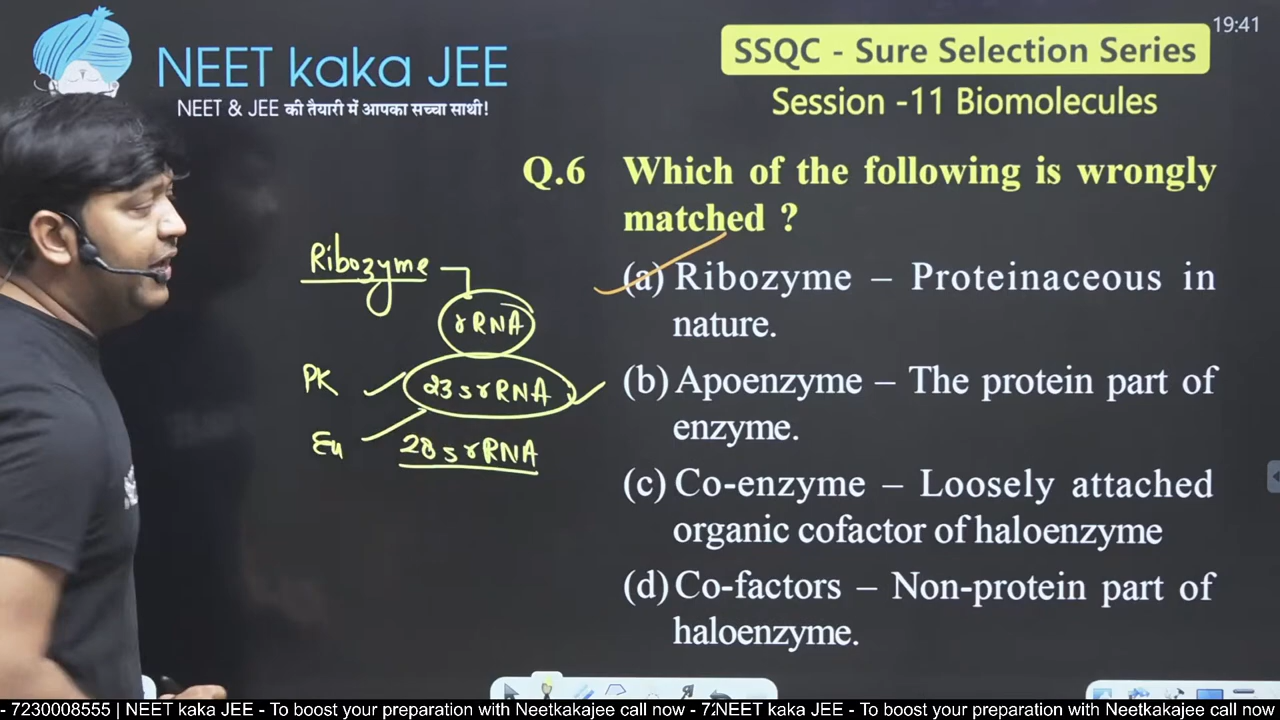 19:41
NEET kaka JEE
NEET & JEE की तैयारी में आपका सच्चा साथी!
SSQC - Sure Selection Series
Session -11 Biomolecules
Q.6 Which of the following is wrongly
matched ?
(a) Ribozyme – Proteinaceous in
nature.
(b) Apoenzyme – The protein part of
enzyme.
(c) Co-enzyme – Loosely attached
organic cofactor of haloenzyme
(d) Co-factors – Non-protein part of
haloenzyme.
Ribozyme
rRNA
PK 23 s rRNA
Eu 28 s rRNA
- 7230008555 | NEET kaka JEE - To boost your preparation with Neetkakajee call now - 72NEET kaka JEE - To boost your preparation with Neetkakajee call now